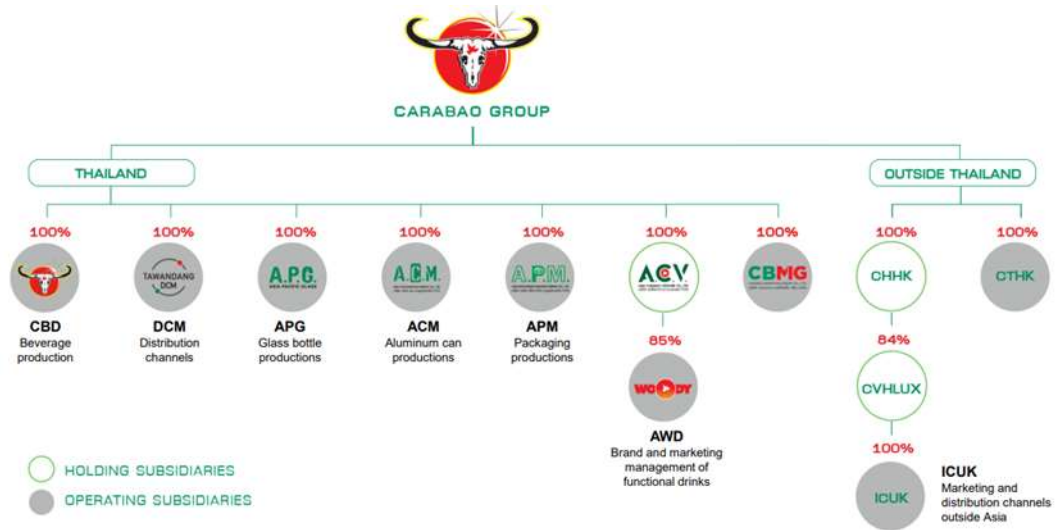 CARABAO GROUP
THAILAND
OUTSIDE THAILAND
100%
100%
100%
100%
100%
100%
100%
100%
100%
TAWANDANG
DCM
A.P.G.
ASIA PACIFIC GLASS
A.C.M.
A.P.M.
ACV
CBMG
CHHK
CTHK
CBD
Beverage
production
DCM
Distribution
channels
APG
Glass bottle
productions
ACM
Aluminum can
productions
APM
Packaging
productions
85%
WOODY
AWD
Brand and marketing
management of
functional drinks
84%
CVHLUX
100%
ICUK
ICUK
Marketing and
distribution channels
outside Asia
HOLDING SUBSIDIARIES
OPERATING SUBSIDIARIES